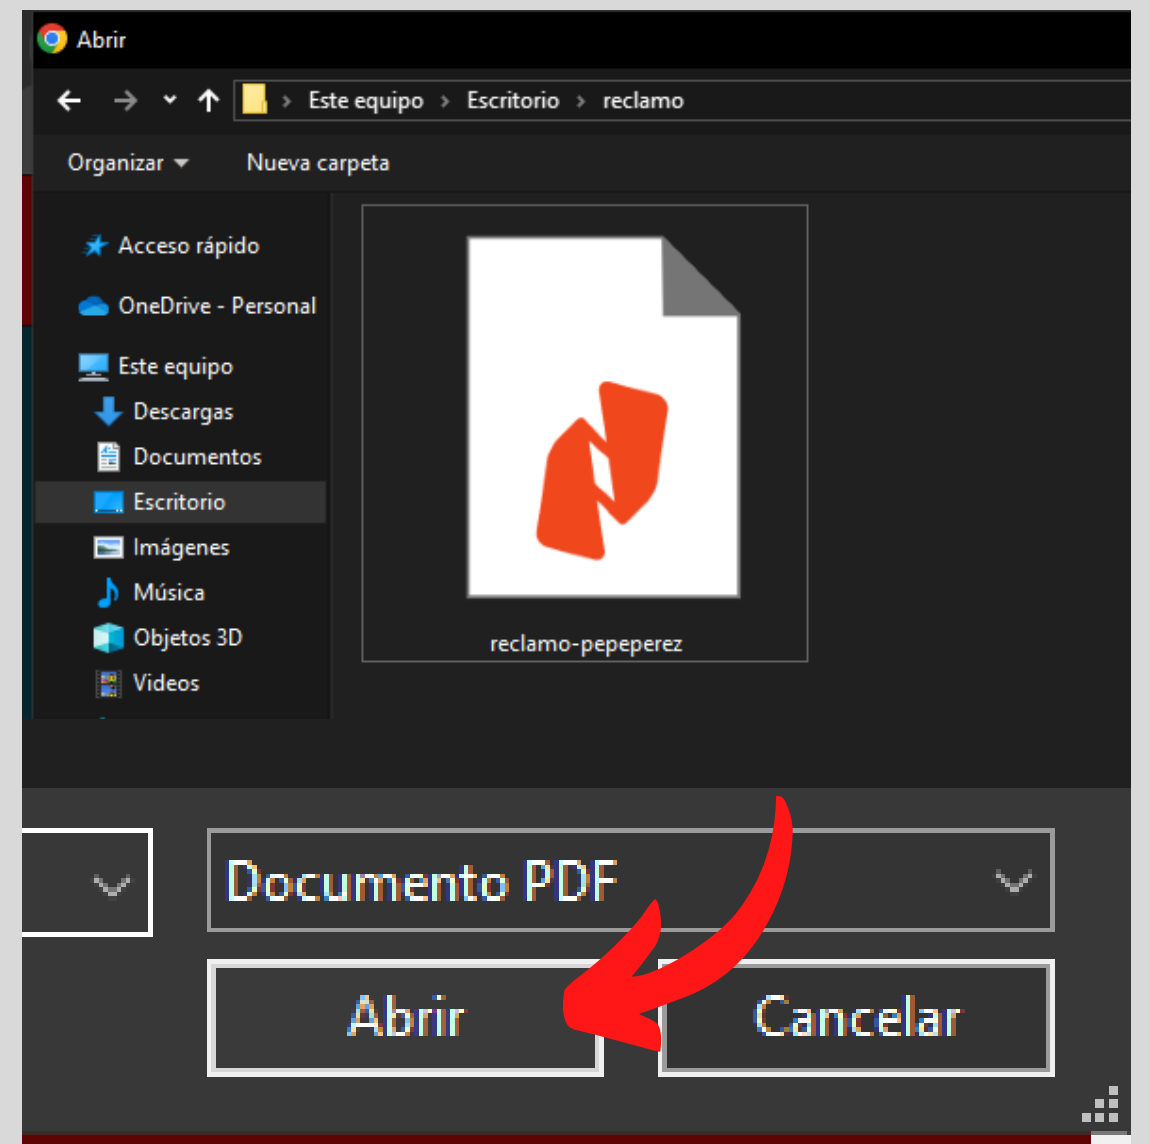 Abrir
Este equipo > Escritorio > reclamo
Organizar Nueva carpeta
Acceso rápido
OneDrive - Personal
Este equipo
Descargas
Documentos
Escritorio
Imágenes
Música
Objetos 3D
Videos
reclamo-pepeperez
Documento PDF
Abrir Cancelar